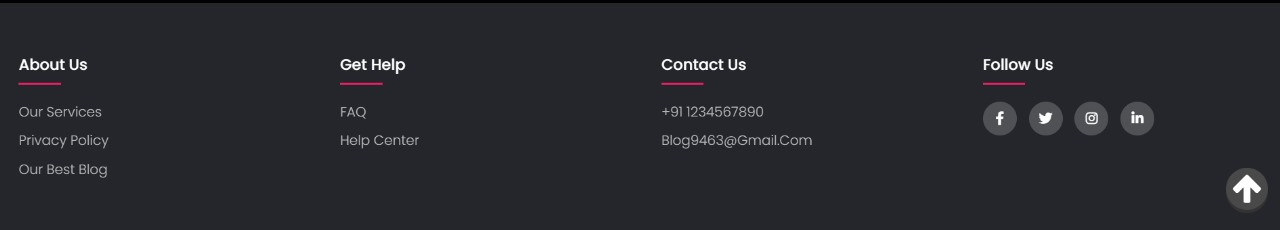 About Us
Our Services
Privacy Policy
Our Best Blog
Get Help
FAQ
Help Center
Contact Us
+91 1234567890
Blog9463@Gmail.Com
Follow Us